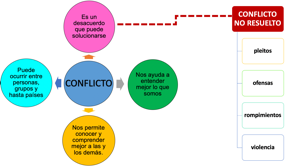 Es un
desacuerdo que
puede
solucionarse
CONFLICTO
NO RESUELTO
pleitos
ofensas
rompimientos
violencia
Puede
ocurrir entre
personas,
grupos y
hasta países
CONFLICTO
Nos ayuda a
entender
mejor lo que
somos
Nos permite
conocer y
comprender
mejor a las y
los demás.